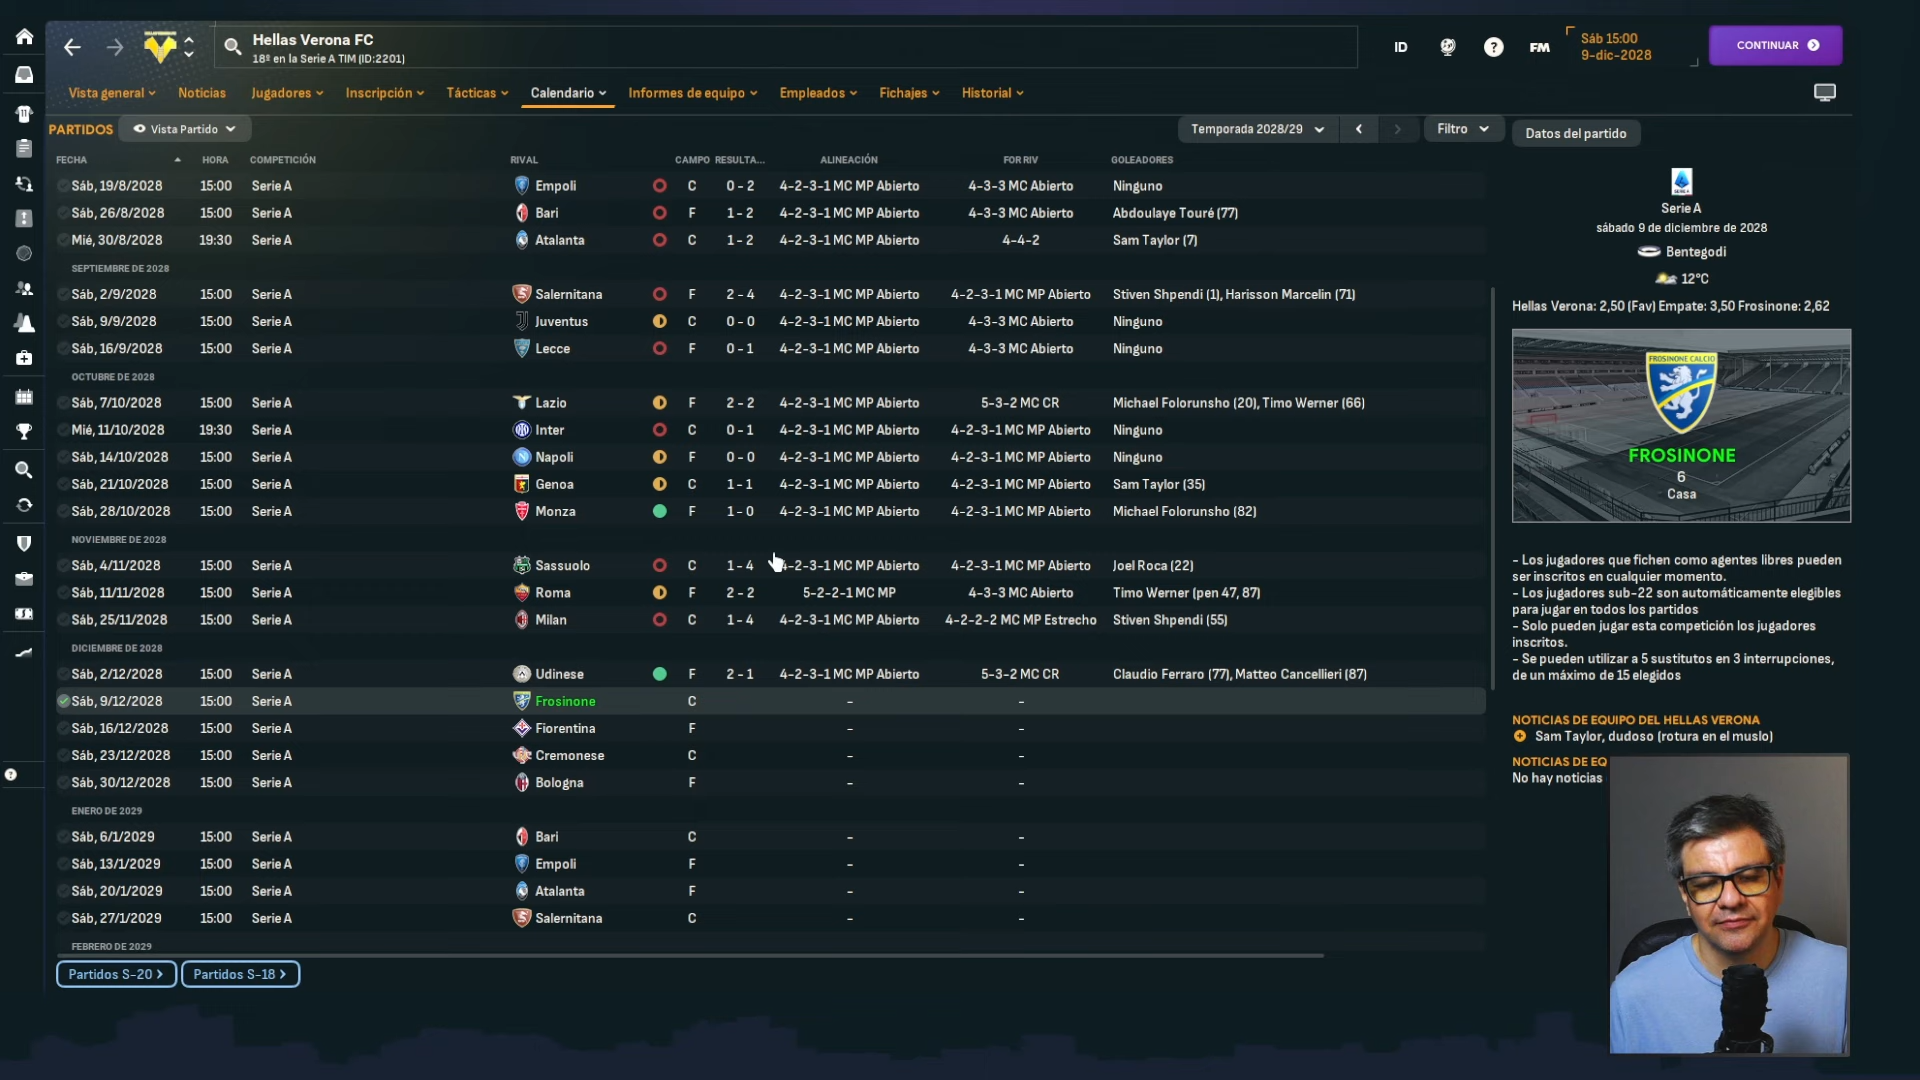 Hellas Verona FC
18º en la Serie A TIM (ID:2201)
ID
FM
Sáb 15:00
9-dic-2028
CONTINUAR
Vista general Noticias Jugadores Inscripción Tácticas Calendario Informes de equipo Empleados Fichajes Historial
PARTIDOS Vista Partido Temporada 2028/29 Filtro Datos del partido
FECHA HORA COMPETICIÓN RIVAL CAMPO RESULTA... ALINEACIÓN FOR RIV GOLEADORES
Sáb, 19/8/2028 15:00 Serie A Empoli C 0 - 2 4-2-3-1 MC MP Abierto 4-3-3 MC Abierto Ninguno
Sáb, 26/8/2028 15:00 Serie A Bari F 1 - 2 4-2-3-1 MC MP Abierto 4-3-3 MC Abierto Abdoulaye Touré (77)
Mié, 30/8/2028 19:30 Serie A Atalanta C 1 - 2 4-2-3-1 MC MP Abierto 4-4-2 Sam Taylor (7)
SEPTIEMBRE DE 2028
Sáb, 2/9/2028 15:00 Serie A Salernitana F 2 - 4 4-2-3-1 MC MP Abierto 4-2-3-1 MC MP Abierto Stiven Shpendi (1), Harisson Marcelin (71)
Sáb, 9/9/2028 15:00 Serie A Juventus C 0 - 0 4-2-3-1 MC MP Abierto 4-3-3 MC Abierto Ninguno
Sáb, 16/9/2028 15:00 Serie A Lecce F 0 - 1 4-2-3-1 MC MP Abierto 4-3-3 MC Abierto Ninguno
OCTUBRE DE 2028
Sáb, 7/10/2028 15:00 Serie A Lazio F 2 - 2 4-2-3-1 MC MP Abierto 5-3-2 MC CR Michael Folorunsho (20), Timo Werner (66)
Mié, 11/10/2028 19:30 Serie A Inter C 0 - 1 4-2-3-1 MC MP Abierto 4-2-3-1 MC MP Abierto Ninguno
Sáb, 14/10/2028 15:00 Serie A Napoli F 0 - 0 4-2-3-1 MC MP Abierto 4-2-3-1 MC MP Abierto Ninguno
Sáb, 21/10/2028 15:00 Serie A Genoa C 1 - 1 4-2-3-1 MC MP Abierto 4-2-3-1 MC MP Abierto Sam Taylor (35)
Sáb, 28/10/2028 15:00 Serie A Monza F 1 - 0 4-2-3-1 MC MP Abierto 4-2-3-1 MC MP Abierto Michael Folorunsho (82)
NOVIEMBRE DE 2028
Sáb, 4/11/2028 15:00 Serie A Sassuolo C 1 - 4 4-2-3-1 MC MP Abierto 4-2-3-1 MC MP Abierto Joel Roca (22)
Sáb, 11/11/2028 15:00 Serie A Roma F 2 - 2 5-2-2-1 MC MP 4-3-3 MC Abierto Timo Werner (pen 47, 87)
Sáb, 25/11/2028 15:00 Serie A Milan C 1 - 4 4-2-3-1 MC MP Abierto 4-2-2-2 MC MP Estrecho Stiven Shpendi (55)
DICIEMBRE DE 2028
Sáb, 2/12/2028 15:00 Serie A Udinese F 2 - 1 4-2-3-1 MC MP Abierto 5-3-2 MC CR Claudio Ferraro (77), Matteo Cancellieri (87)
Sáb, 9/12/2028 15:00 Serie A Frosinone C - -
Sáb, 16/12/2028 15:00 Serie A Fiorentina F - -
Sáb, 23/12/2028 15:00 Serie A Cremonese C - -
Sáb, 30/12/2028 15:00 Serie A Bologna F - -
ENERO DE 2029
Sáb, 6/1/2029 15:00 Serie A Bari C - -
Sáb, 13/1/2029 15:00 Serie A Empoli F - -
Sáb, 20/1/2029 15:00 Serie A Atalanta F - -
Sáb, 27/1/2029 15:00 Serie A Salernitana C - -
FEBRERO DE 2029
Partidos S-20 Partidos S-18
Serie A
sábado 9 de diciembre de 2028
Bentegodi
12°C
Hellas Verona: 2,50 (Fav) Empate: 3,50 Frosinone: 2,62
FROSINONE CALCIO
FROSINONE
6
Casa
- Los jugadores que fichen como agentes libres pueden
ser inscritos en cualquier momento.
- Los jugadores sub-22 son automáticamente elegibles
para jugar en todos los partidos
- Solo pueden jugar esta competición los jugadores
inscritos.
- Se pueden utilizar a 5 sustitutos en 3 interrupciones,
de un máximo de 15 elegidos
NOTICIAS DE EQUIPO DEL HELLAS VERONA
Sam Taylor, dudoso (rotura en el muslo)
NOTICIAS DE EQ
No hay noticias